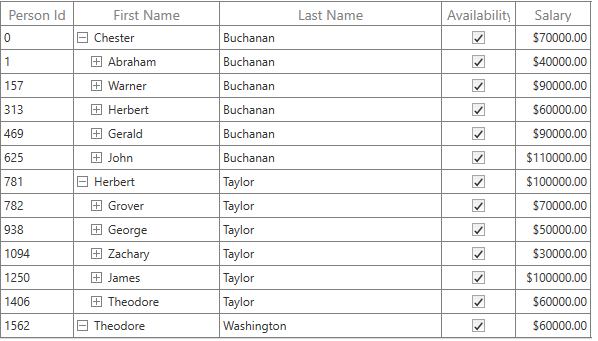 Person Id First Name Last Name Availability Salary
0 Chester Buchanan $70000.00
1 Abraham Buchanan $40000.00
157 Warner Buchanan $90000.00
313 Herbert Buchanan $60000.00
469 Gerald Buchanan $90000.00
625 John Buchanan $110000.00
781 Herbert Taylor $100000.00
782 Grover Taylor $70000.00
938 George Taylor $50000.00
1094 Zachary Taylor $30000.00
1250 James Taylor $100000.00
1406 Theodore Taylor $60000.00
1562 Theodore Washington $60000.00